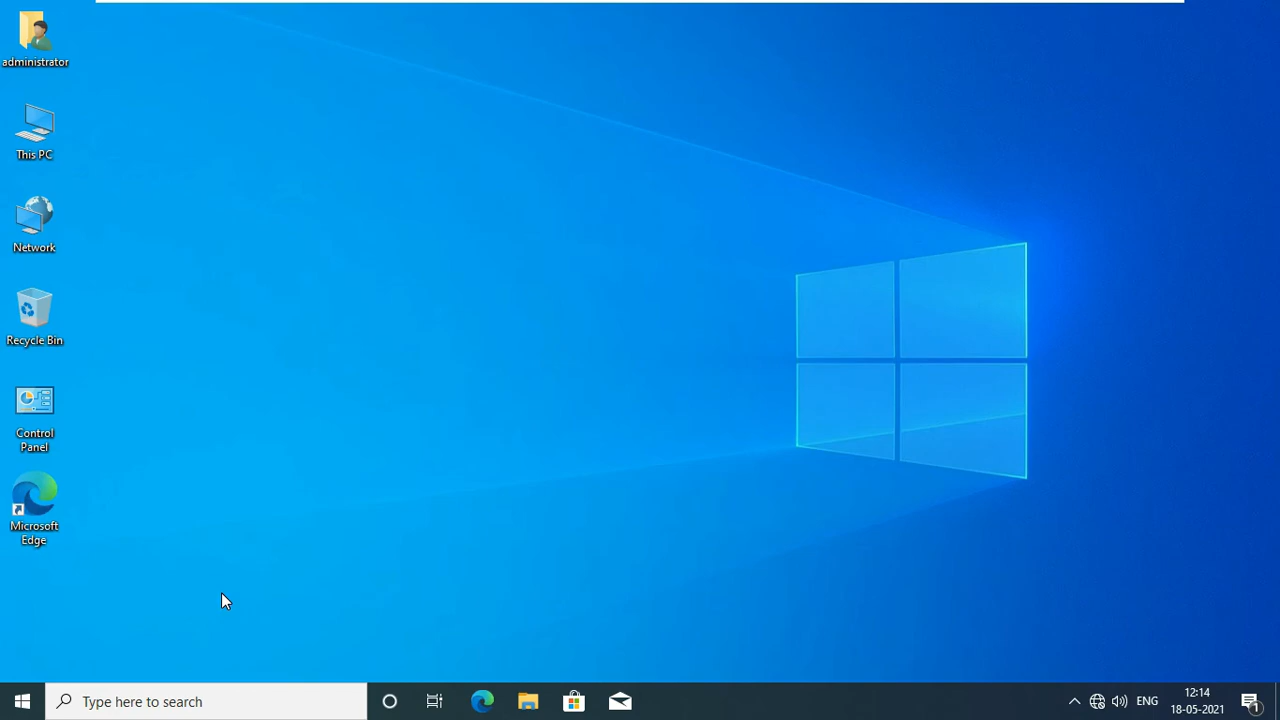 administrator
This PC
Network
Recycle Bin
Control
Panel
Microsoft
Edge
Type here to search
ENG
12:14
18-05-2021
1